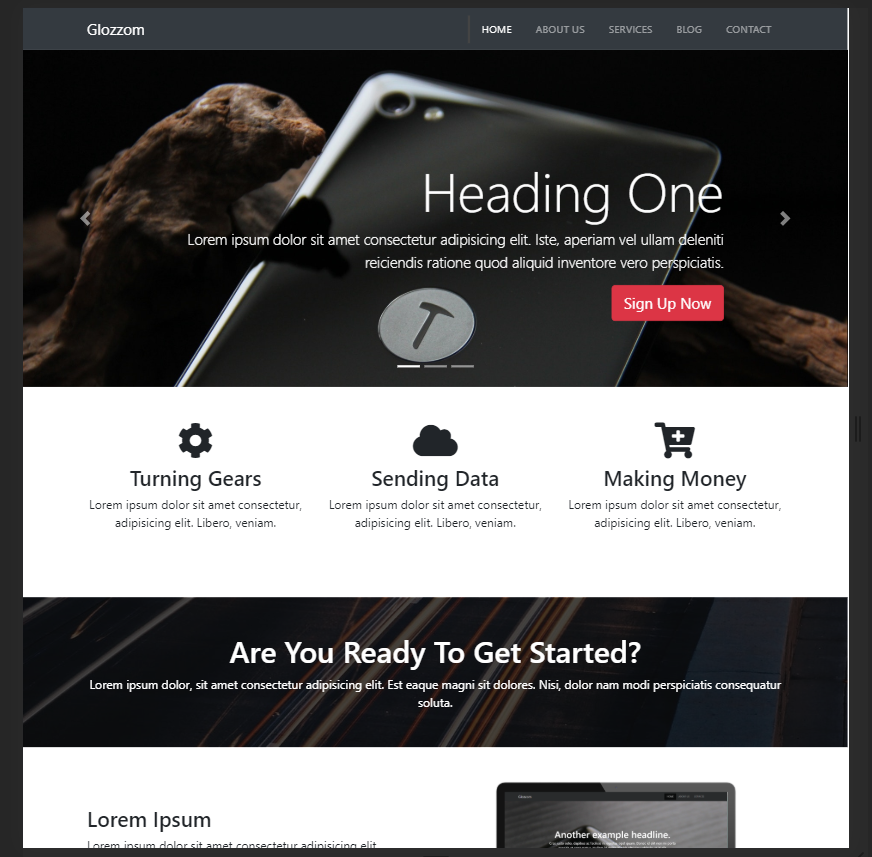 Glozzom
HOME ABOUT US SERVICES BLOG CONTACT
Heading One
Lorem ipsum dolor sit amet consectetur adipisicing elit. Iste, aperiam vel ullam deleniti
reiciendis ratione quod aliquid inventore vero perspiciatis.
Sign Up Now
Turning Gears
Lorem ipsum dolor sit amet consectetur,
adipisicing elit. Libero, veniam.
Sending Data
Lorem ipsum dolor sit amet consectetur,
adipisicing elit. Libero, veniam.
Making Money
Lorem ipsum dolor sit amet consectetur,
adipisicing elit. Libero, veniam.
Are You Ready To Get Started?
Lorem ipsum dolor, sit amet consectetur adipisicing elit. Est eaque magni sit dolores. Nisi, dolor nam modi perspiciatis consequatur
soluta.
Lorem Ipsum
Lorem ipsum dolor sit amet consectetur adipisicing elit.
Glozzom
Another example headline.